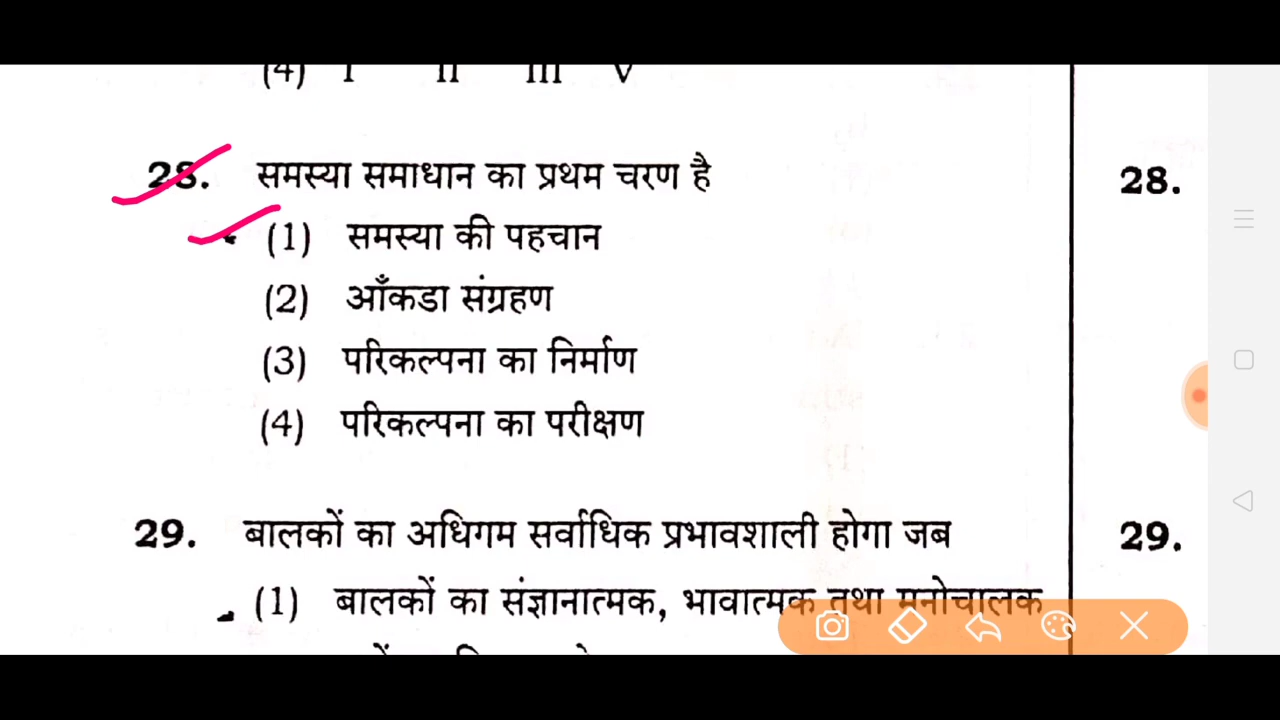 (4) I II III V
28. समस्या समाधान का प्रथम चरण है
(1) समस्या की पहचान
(2) आँकडा संग्रहण
(3) परिकल्पना का निर्माण
(4) परिकल्पना का परीक्षण
29. बालकों का अधिगम सर्वाधिक प्रभावशाली होगा जब
(1) बालकों का संज्ञानात्मक, भावात्मक तथा मनोचालक
28.
29.